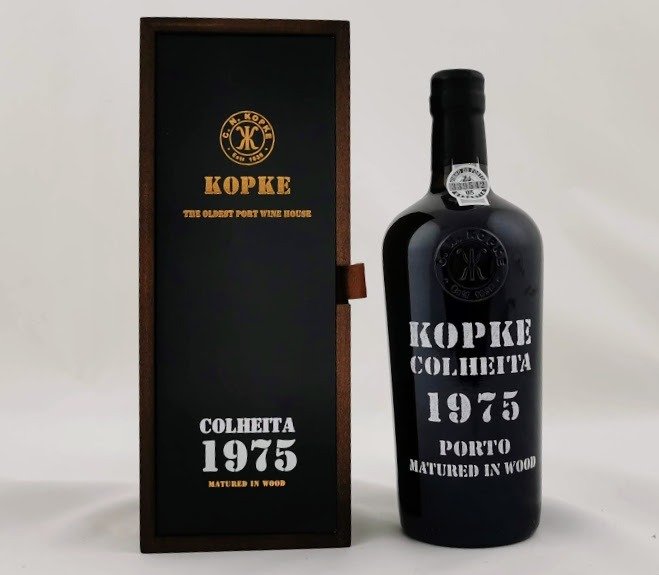 C. N. KOPKE
Estd 1638
KOPKE
THE OLDEST PORT WINE HOUSE
COLHEITA
1975
MATURED IN WOOD
KOPKE
COLHEITA
1975
PORTO
MATURED IN WOOD